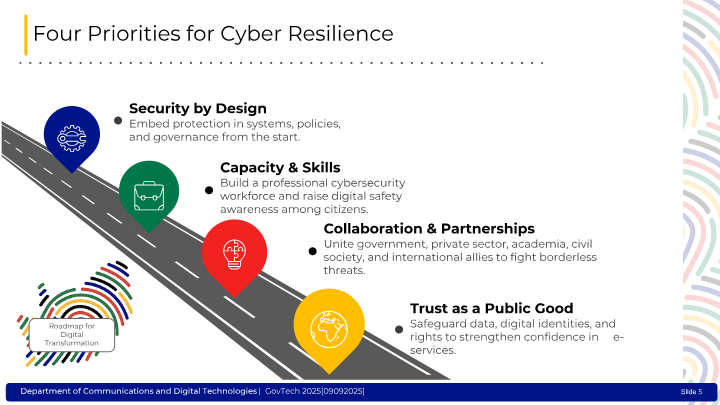 Four Priorities for Cyber Resilience
Security by Design
Embed protection in systems, policies,
and governance from the start.
Capacity & Skills
Build a professional cybersecurity
workforce and raise digital safety
awareness among citizens.
Collaboration & Partnerships
Unite government, private sector, academia, civil
society, and international allies to fight borderless
threats.
Trust as a Public Good
Safeguard data, digital identities, and
rights to strengthen confidence in e-
services.
Roadmap for
Digital
Transformation
Department of Communications and Digital Technologies | GovTech 2025|09092025|
Slide 5